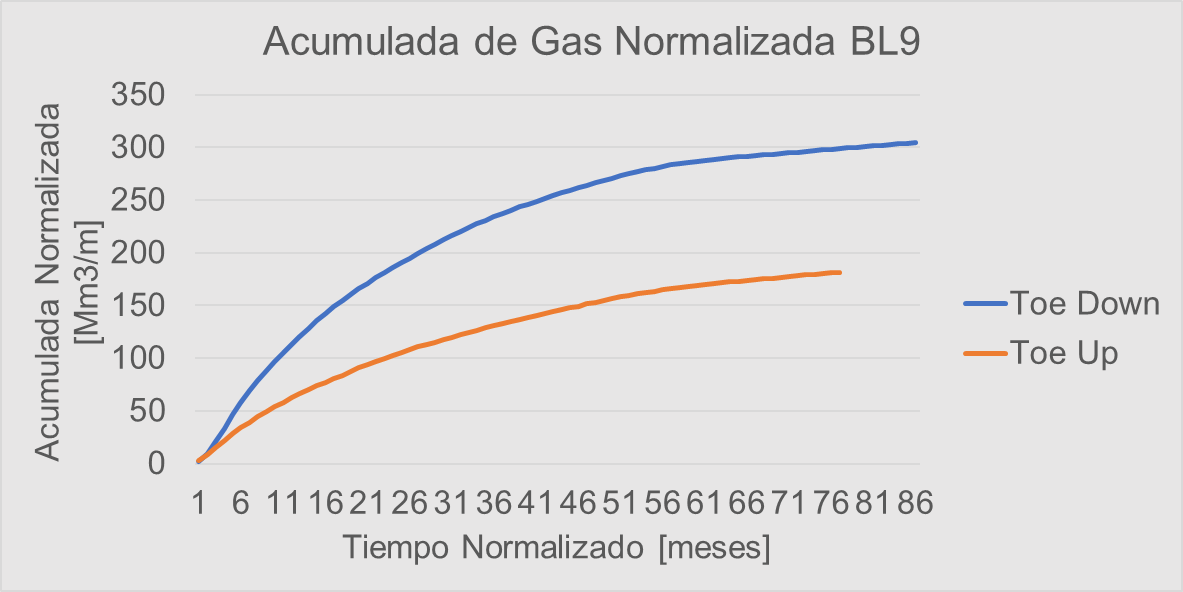 Acumulada de Gas Normalizada BL9
Acumulada Normalizada
[Mm3/m]
350
300
250
200
150
100
50
0
1 6 11 16 21 26 31 36 41 46 51 56 61 66 71 76 81 86
Tiempo Normalizado [meses]
Toe Down
Toe Up